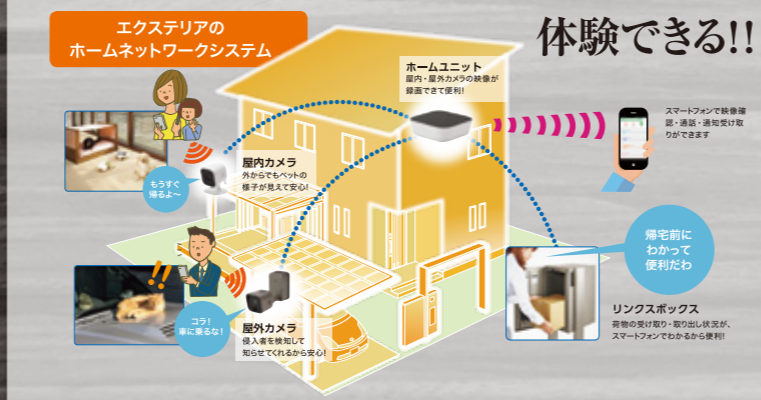 エクステリアの
ホームネットワークシステム
体験できる!!
ホームユニット
屋内・屋外カメラの映像が
録画できて便利!
スマートフォンで映像確
認・通話・通知受け取
りができます
屋内カメラ
外からでもペットの
様子が見えて安心!
もうすぐ
帰るよ〜
!!
コラ!
車に乗るな!
屋外カメラ
侵入者を検知して
知らせてくれるから安心!
帰宅前に
わかって
便利だわ
リンクスボックス
荷物の受け取り・取り出し状況が、
スマートフォンでわかるから便利!